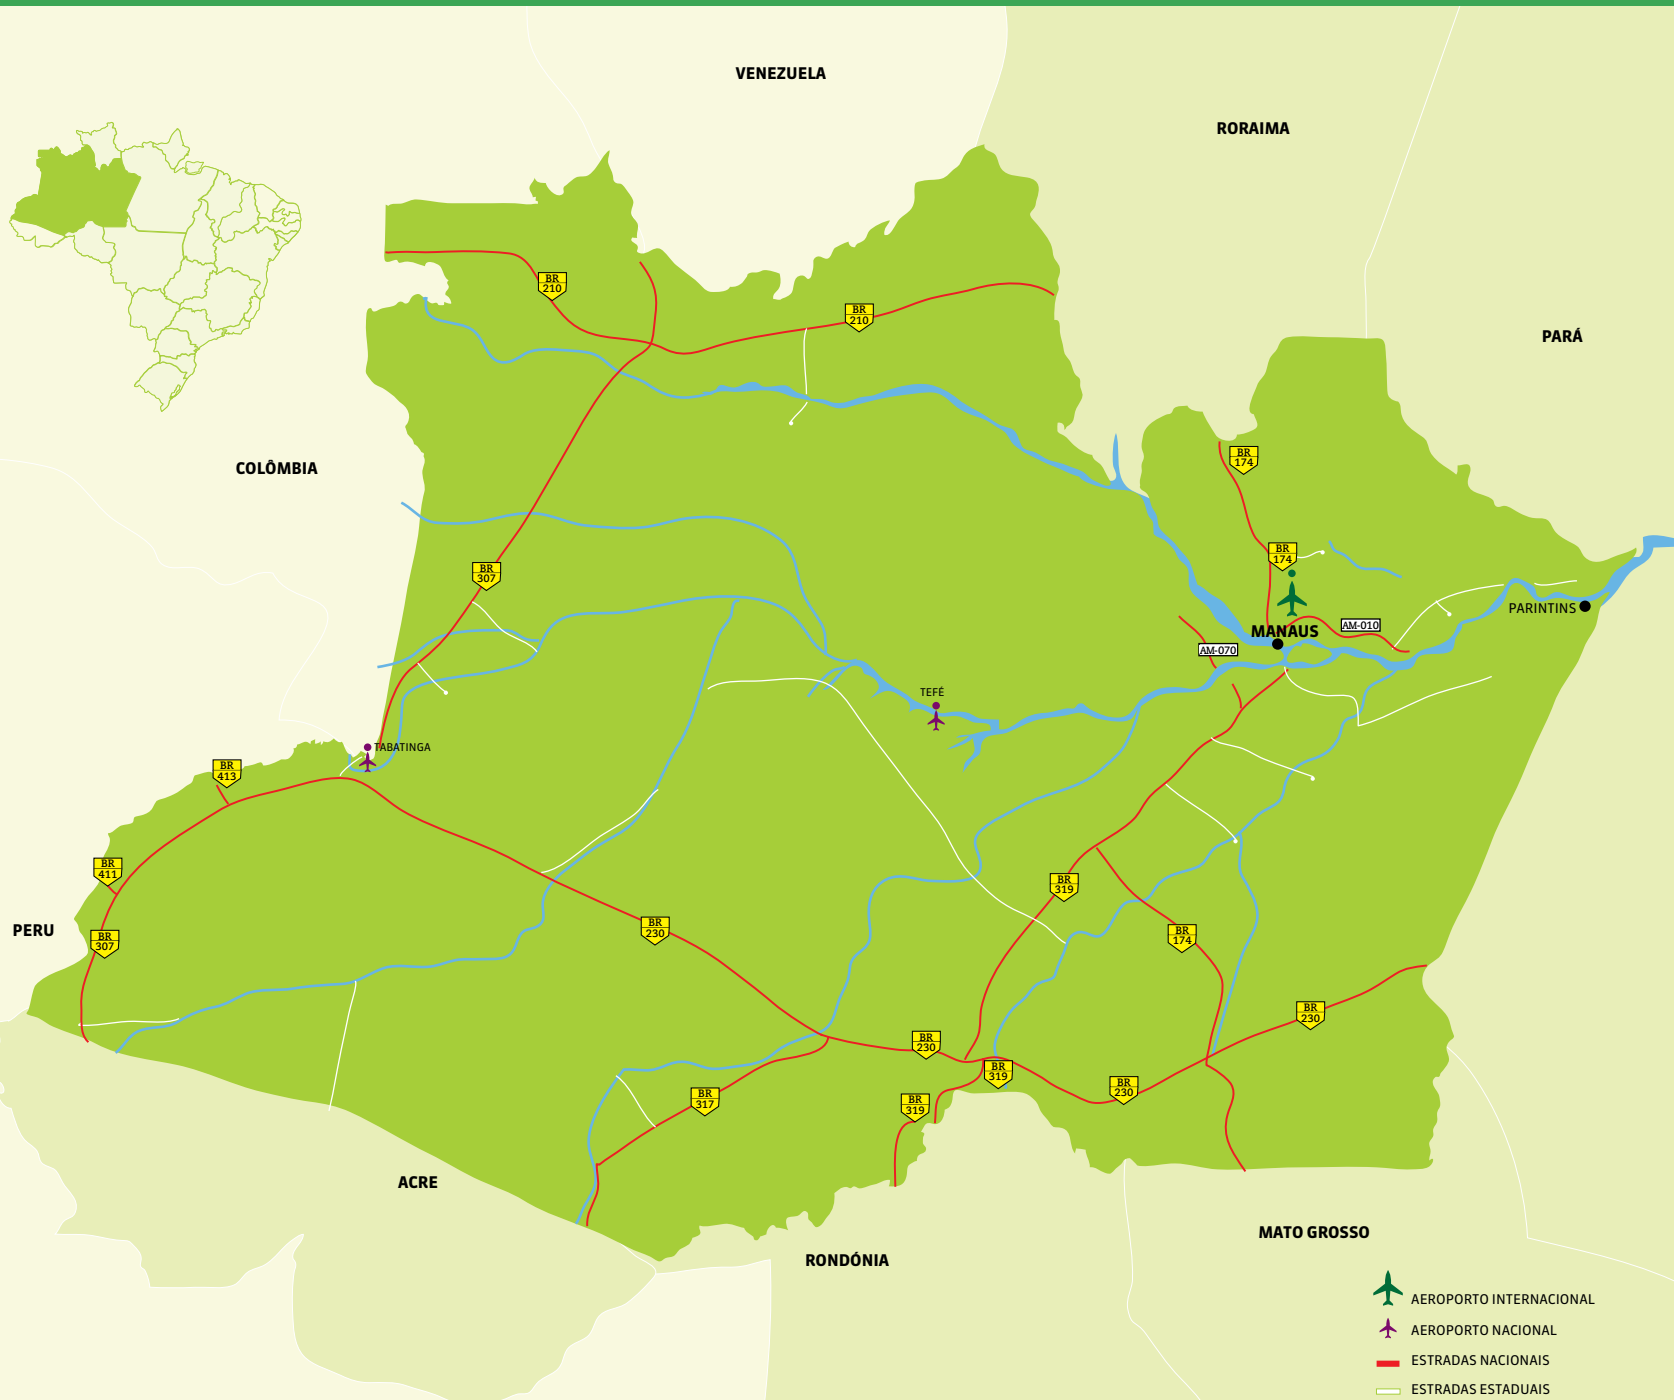 VENEZUELA
RORAIMA
BR
210
BR
210
PARÁ
COLÔMBIA
BR
174
BR
174
BR
307
PARINTINS
AM-010
MANAUS
AM-070
TEFÉ
TABATINGA
BR
413
BR
411
BR
319
PERU
BR
307
BR
230
BR
174
BR
230
BR
230
BR
319
BR
230
BR
317
BR
319
ACRE
MATO GROSSO
RONDÓNIA
AEROPORTO INTERNACIONAL
AEROPORTO NACIONAL
ESTRADAS NACIONAIS
ESTRADAS ESTADUAIS